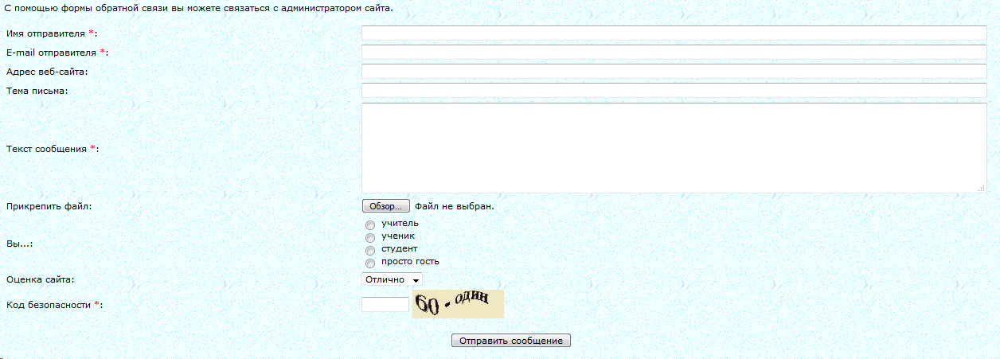 С помощью формы обратной связи вы можете связаться с администратором сайта.
Имя отправителя *:
E-mail отправителя *:
Адрес веб-сайта:
Тема письма:
Текст сообщения *:
Прикрепить файл: Обзор... Файл не выбран.
Вы...:
учитель
ученик
студент
просто гость
Оценка сайта: Отлично
Код безопасности *: 60 - один
Отправить сообщение